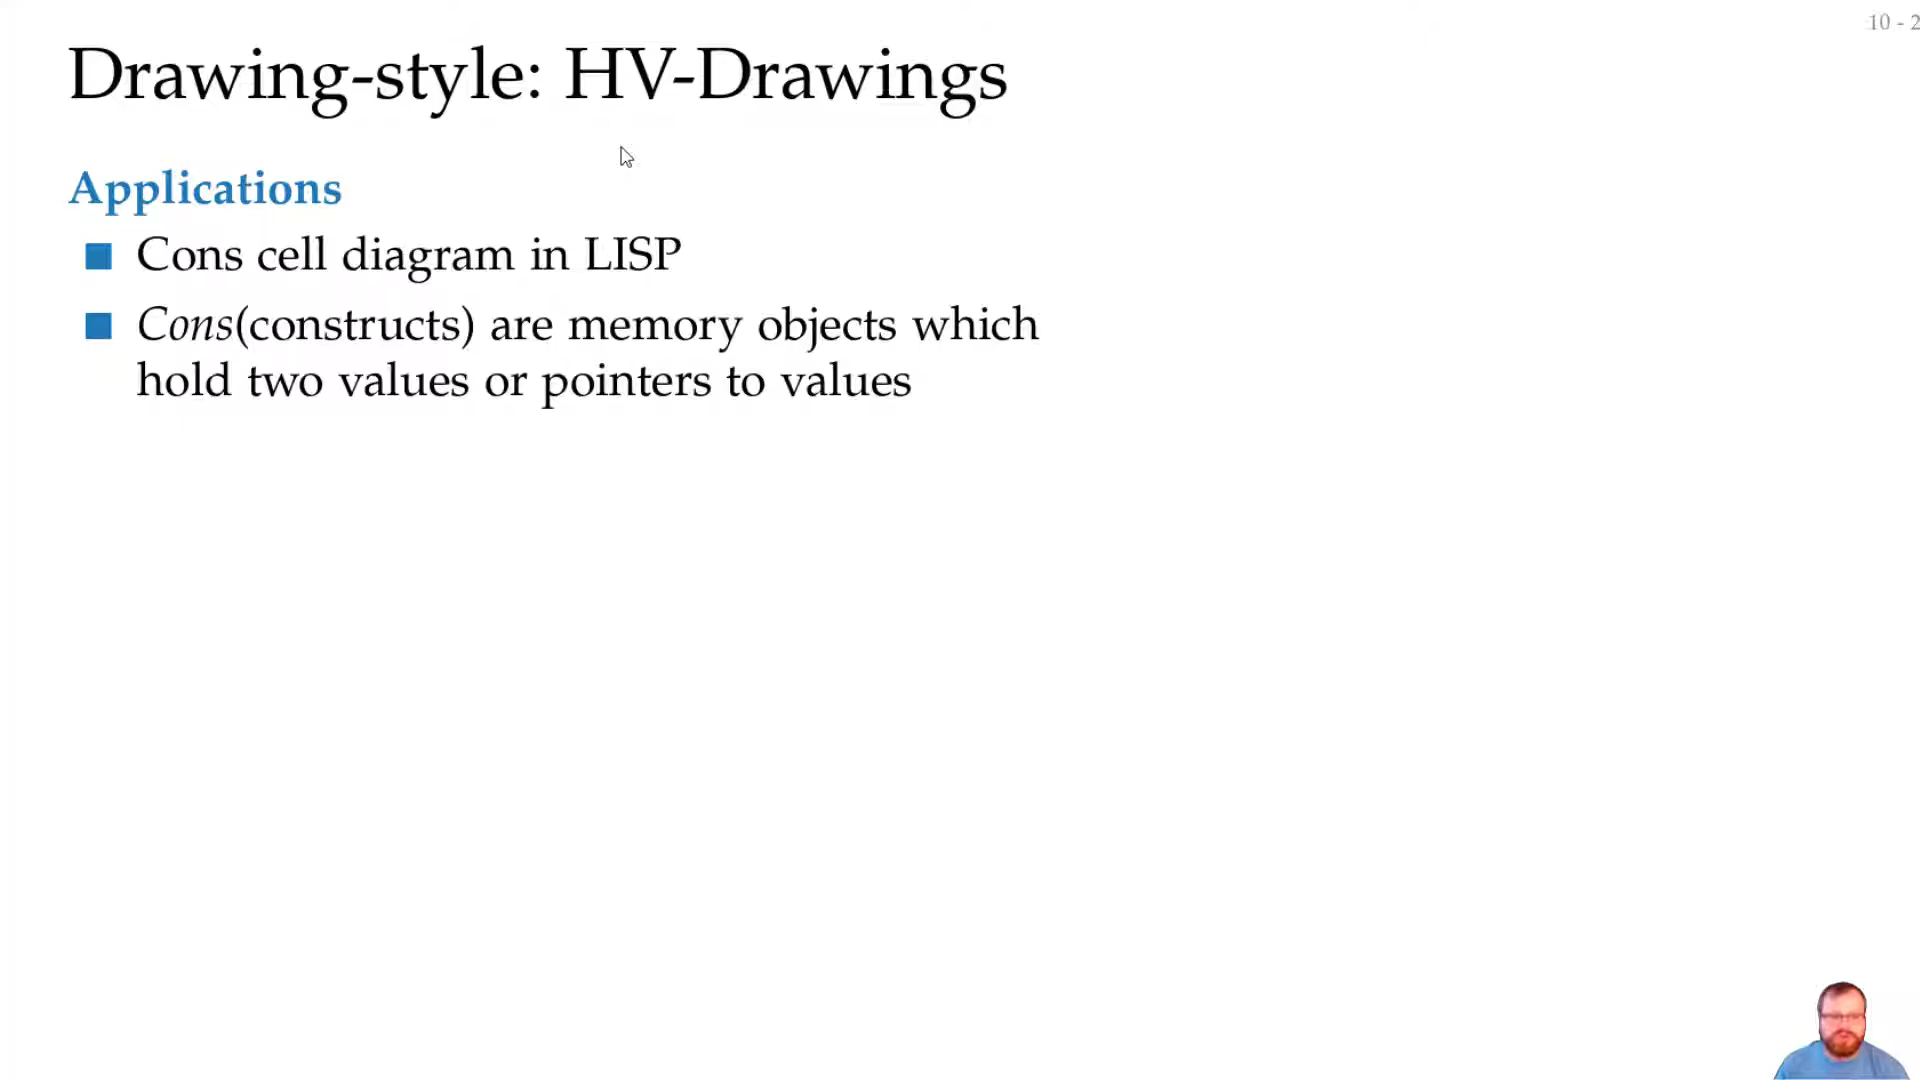 10 - 2
Drawing-style: HV-Drawings
Applications
Cons cell diagram in LISP
Cons(constructs) are memory objects which
hold two values or pointers to values